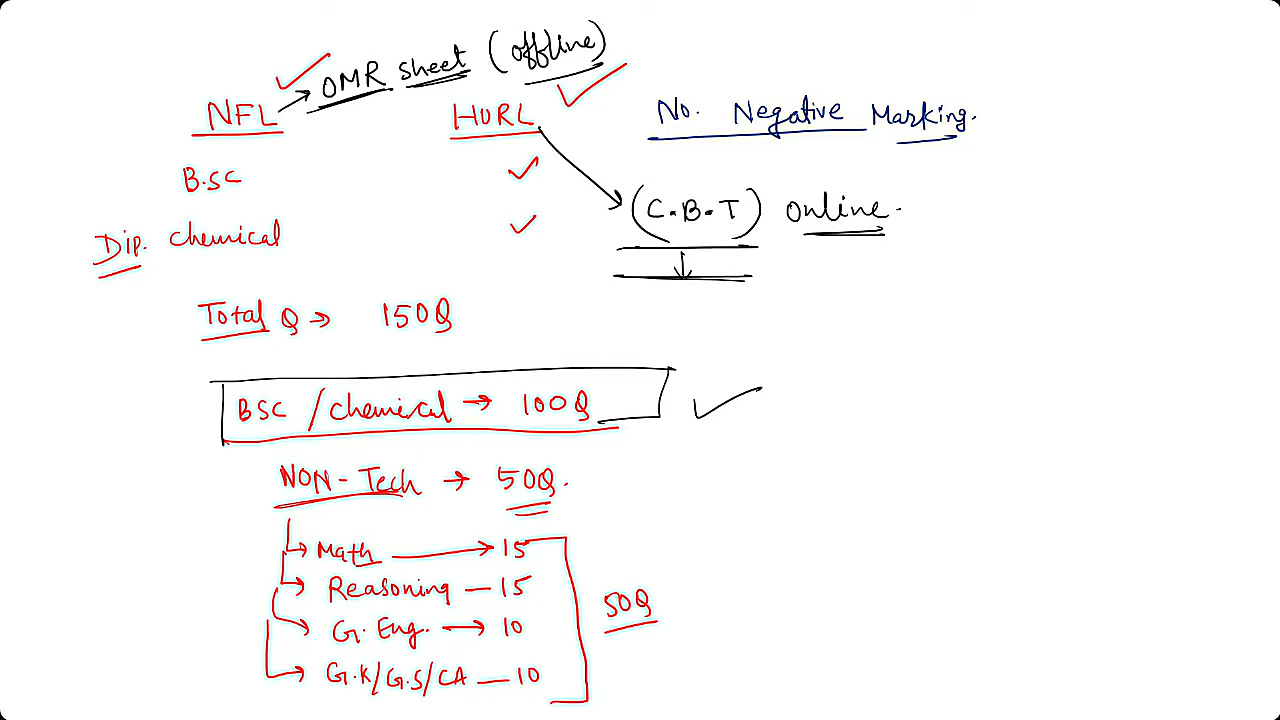 OMR sheet (offline)
NFL → HURL ✓ No. Negative Marking.
B.sc ✓ (C.B.T) Online.
Dip. chemical ✓
Total Q → 150Q
BSC / chemical → 100Q ✓
NON-Tech → 50Q.
Math → 15
Reasoning — 15
G. Eng. → 10
G.K/G.S/CA — 10
50Q